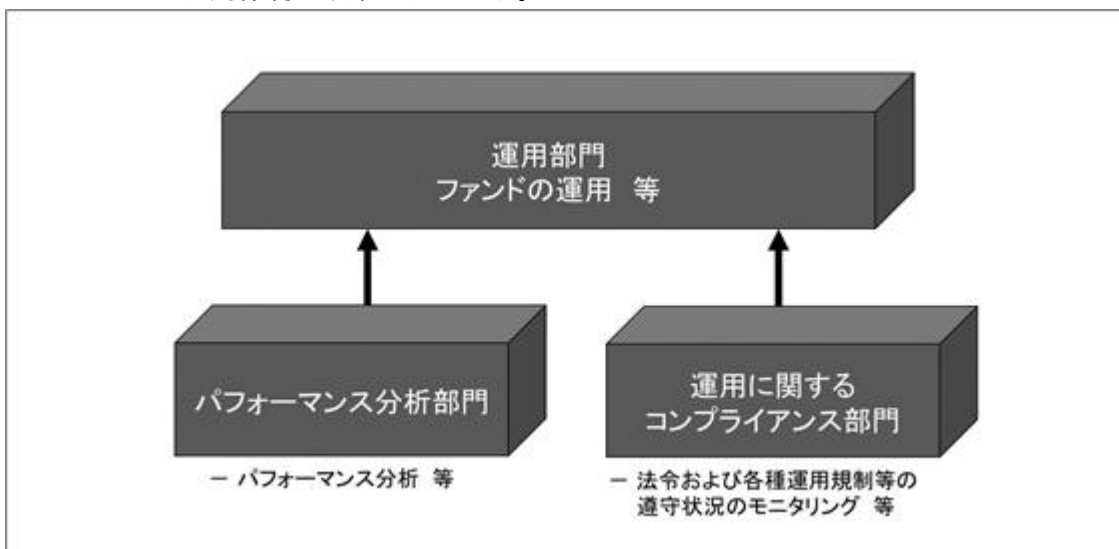 運用部門
ファンドの運用 等
パフォーマンス分析部門
－ パフォーマンス分析 等
運用に関する
コンプライアンス部門
－ 法令および各種運用規制等の
遵守状況のモニタリング 等